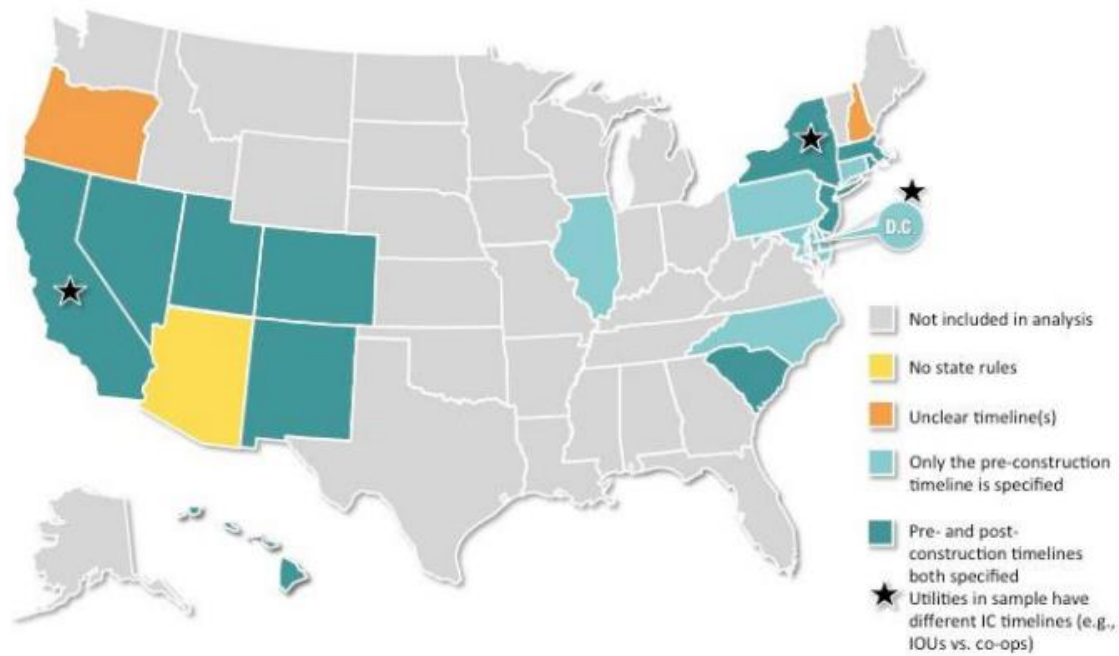 D.C.
Not included in analysis
No state rules
Unclear timeline(s)
Only the pre-construction
timeline is specified
Pre- and post-
construction timelines
both specified
Utilities in sample have
different IC timelines (e.g.,
IOUs vs. co-ops)